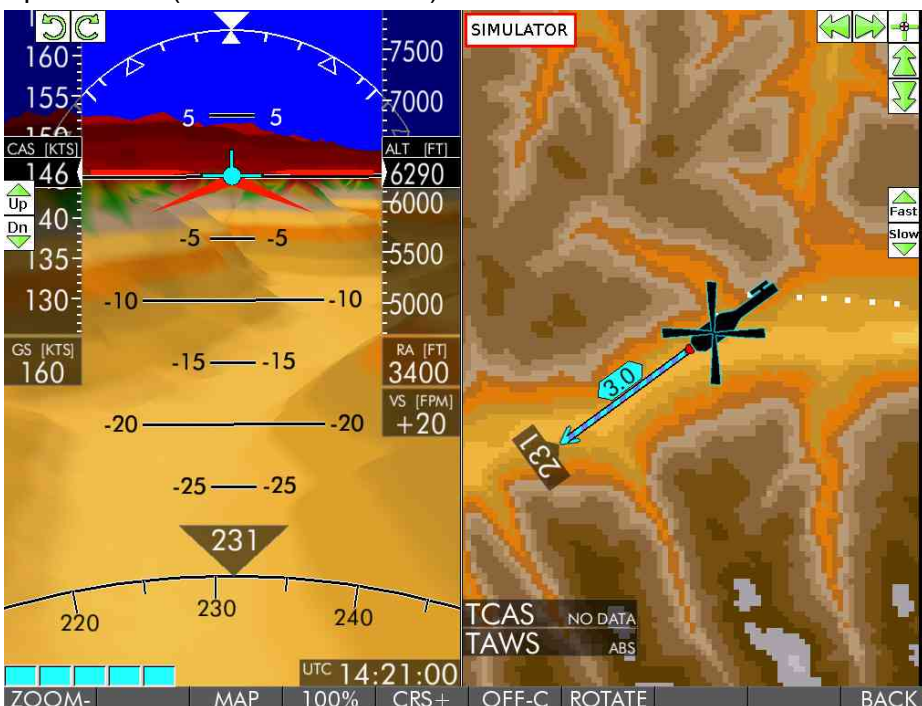 SIMULATOR
160
7500
155
7000
5 5
150
CAS [KTS]
ALT [FT]
146
6290
Up
6000
Fast
40
Dn
Slow
-5 -5
135
5500
130
-10 -10
5000
GS [KTS]
160
RA [FT]
3400
-15 -15
VS [FPM]
+20
3.0
-20 -20
231
-25 -25
231
220
230
240
TCAS NO DATA
TAWS ABS
UTC 14:21:00
ZOOM- MAP 100% CRS+ OFF-C ROTATE BACK